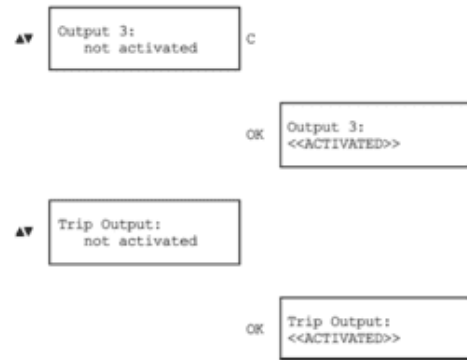 ▲▼
Output 3:
not activated
C
OK
Output 3:
<<ACTIVATED>>
▲▼
Trip Output:
not activated
OK
Trip Output:
<<ACTIVATED>>